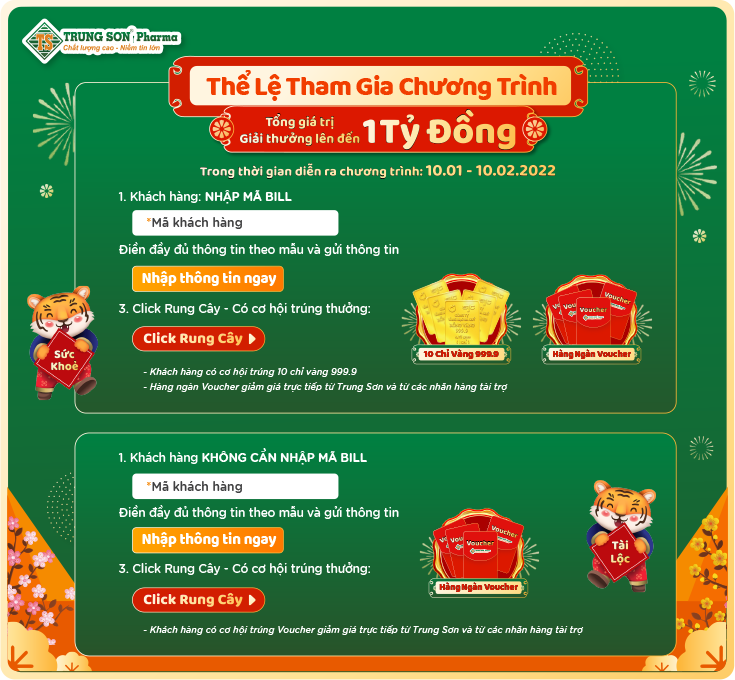 TRUNG SON Pharma
Chất lượng cao - Niềm tin lớn
Thể Lệ Tham Gia Chương Trình
Tổng giá trị
Giải thưởng lên đến 1 Tỷ Đồng
Trong thời gian diễn ra chương trình: 10.01 - 10.02.2022
1. Khách hàng: NHẬP MÃ BILL
*Mã khách hàng
Điền đầy đủ thông tin theo mẫu và gửi thông tin
Nhập thông tin ngay
3. Click Rung Cây - Có cơ hội trúng thưởng:
Click Rung Cây
Sức
Khoẻ
Voucher
10 Chỉ Vàng 999.9
Hàng Ngàn Voucher
- Khách hàng có cơ hội trúng 10 chỉ vàng 999.9
- Hàng ngàn Voucher giảm giá trực tiếp từ Trung Sơn và từ các nhãn hàng tài trợ
1. Khách hàng KHÔNG CẦN NHẬP MÃ BILL
*Mã khách hàng
Điền đầy đủ thông tin theo mẫu và gửi thông tin
Nhập thông tin ngay
3. Click Rung Cây - Có cơ hội trúng thưởng:
Click Rung Cây
Voucher
Hàng Ngàn Voucher
Tài
Lộc
- Khách hàng có cơ hội trúng Voucher giảm giá trực tiếp từ Trung Sơn và từ các nhãn hàng tài trợ